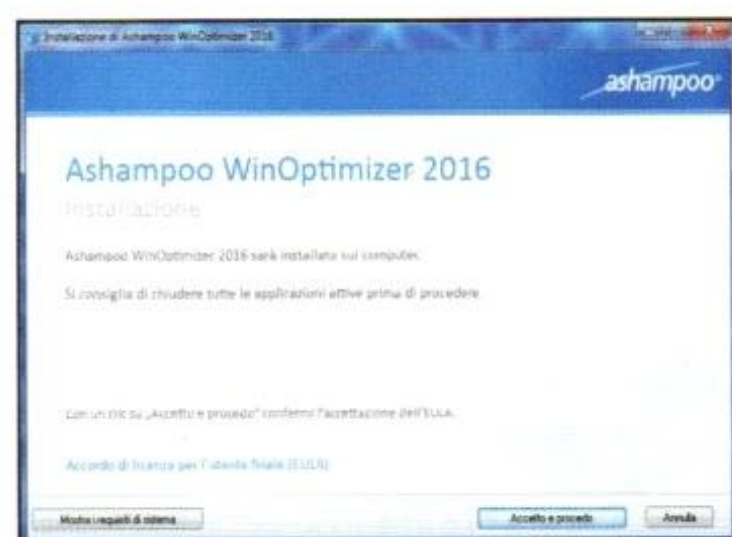 Installazione di Ashampoo WinOptimizer 2016
ashampoo
Ashampoo WinOptimizer 2016
Installazione
Ashampoo WinOptimizer 2016 sarà installato sul computer.
Si consiglia di chiudere tutte le applicazioni attive prima di procedere.
Con un clic su „Accetto e procedo" confermi l'accettazione dell'EULA.
Accordo di licenza per l'utente finale (EULA)
Mostra i requisiti di sistema
Accetto e procedo
Annulla